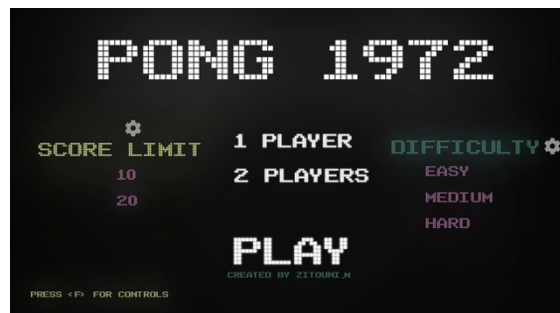 PONG 1972
SCORE LIMIT
10
20
1 PLAYER
2 PLAYERS
DIFFICULTY
EASY
MEDIUM
HARD
PLAY
CREATED BY ZITOUNI_H
PRESS <F> FOR CONTROLS